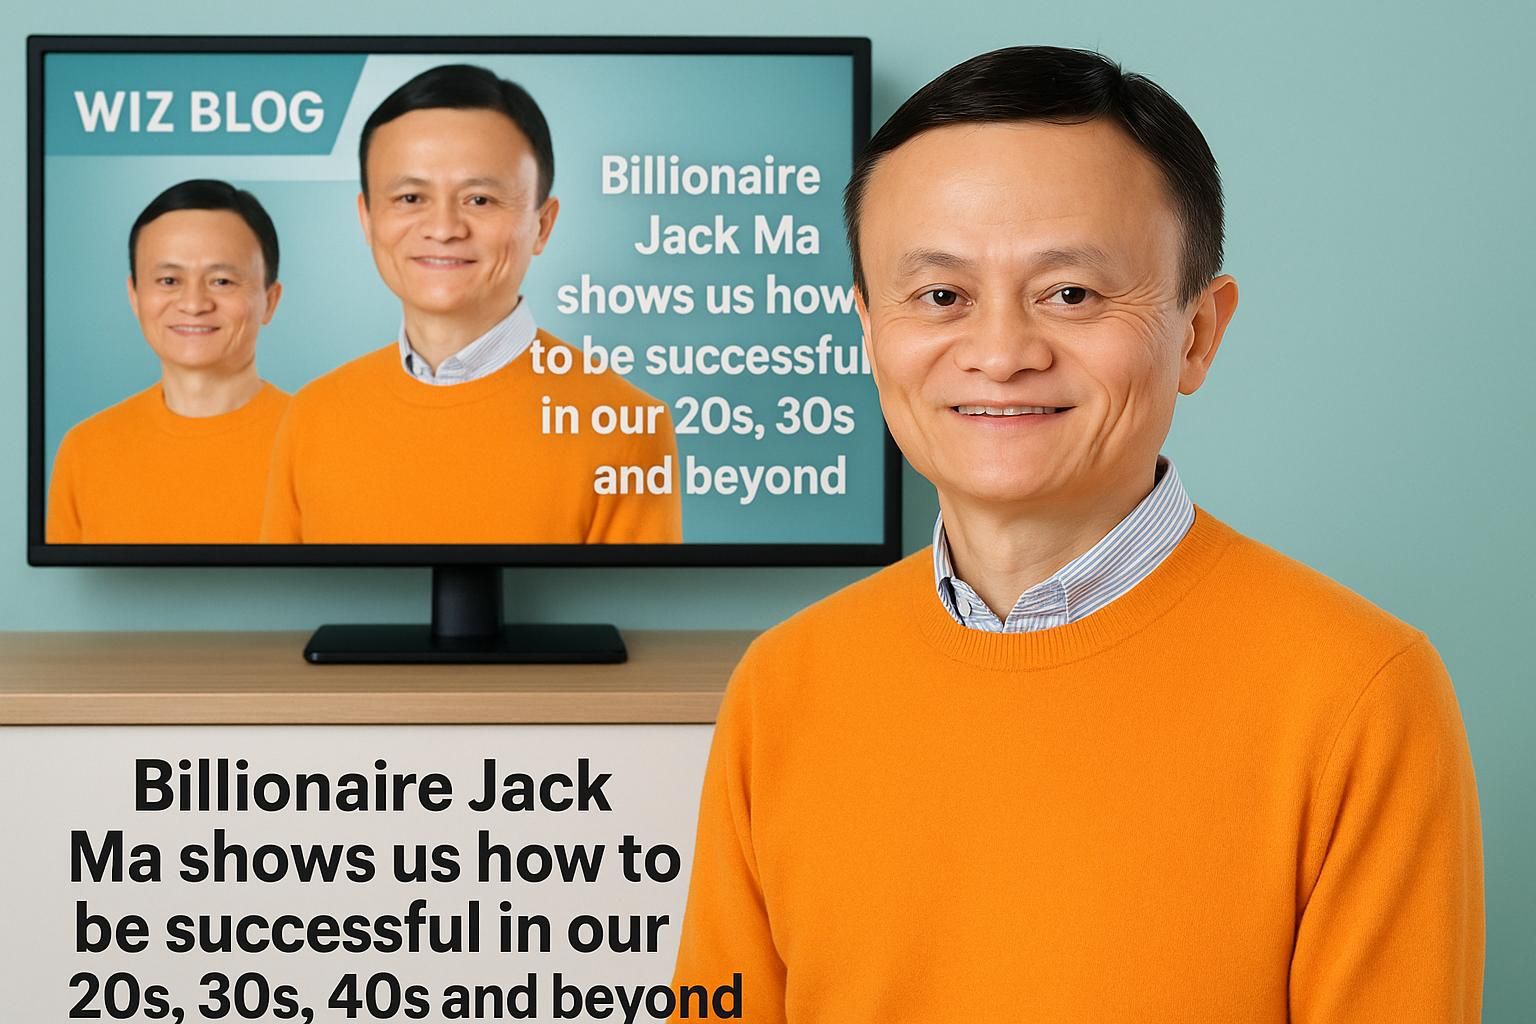 WIZ BLOG
Billionaire
Jack Ma
shows us how
to be successful
in our 20s, 30s
and beyond
Billionaire Jack
Ma shows us how to
be successful in our
20s, 30s, 40s and beyond